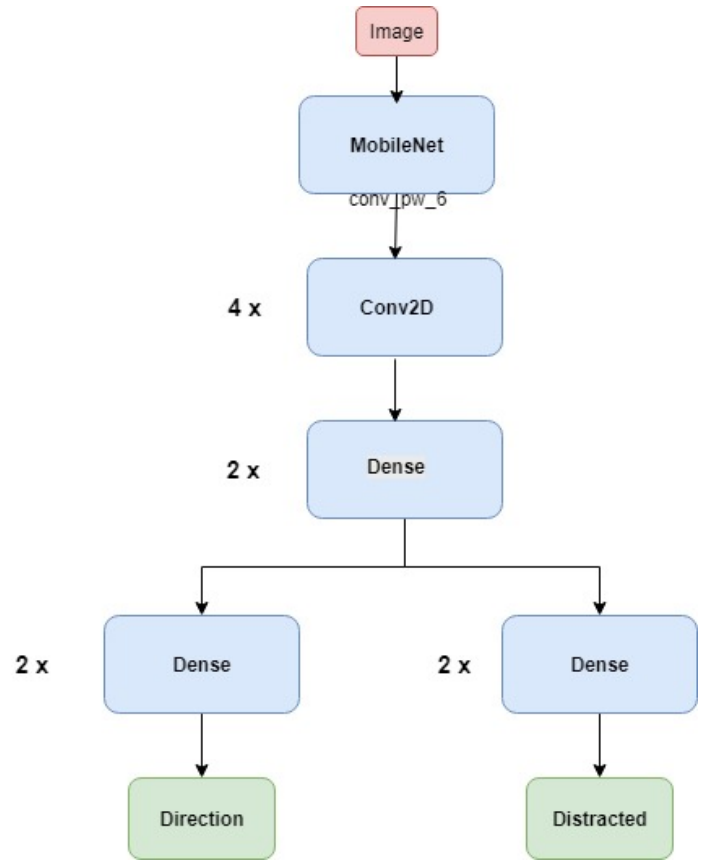 Image
MobileNet
conv_pw_6
4 x
Conv2D
2 x
Dense
2 x
Dense
2 x
Dense
Direction
Distracted